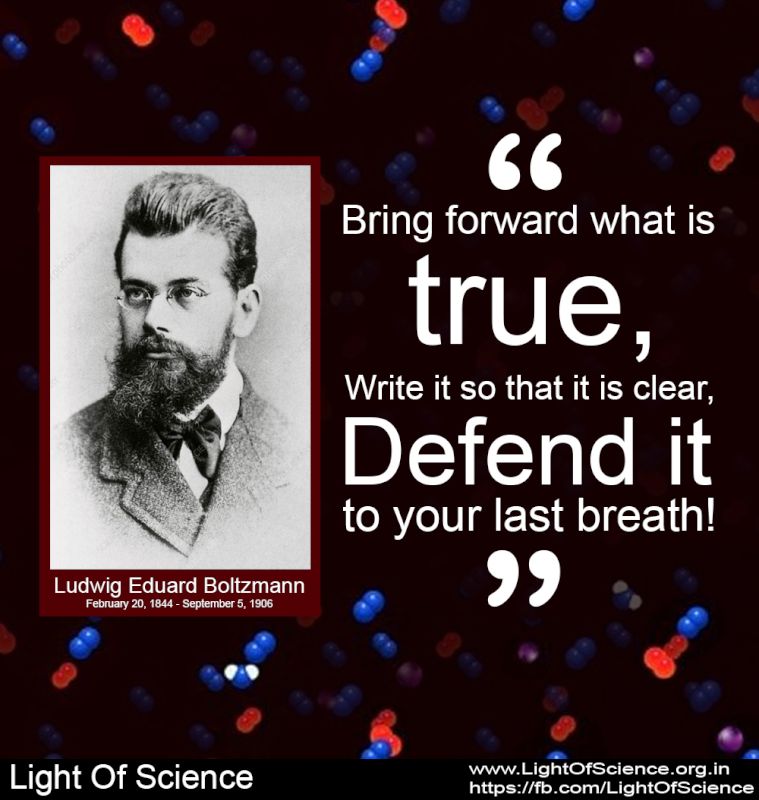 “
Bring forward what is
true,
Write it so that it is clear,
Defend it
to your last breath!
”
Ludwig Eduard Boltzmann
February 20, 1844 - September 5, 1906
Light Of Science
www.LightOfScience.org.in
https://fb.com/LightOfScience